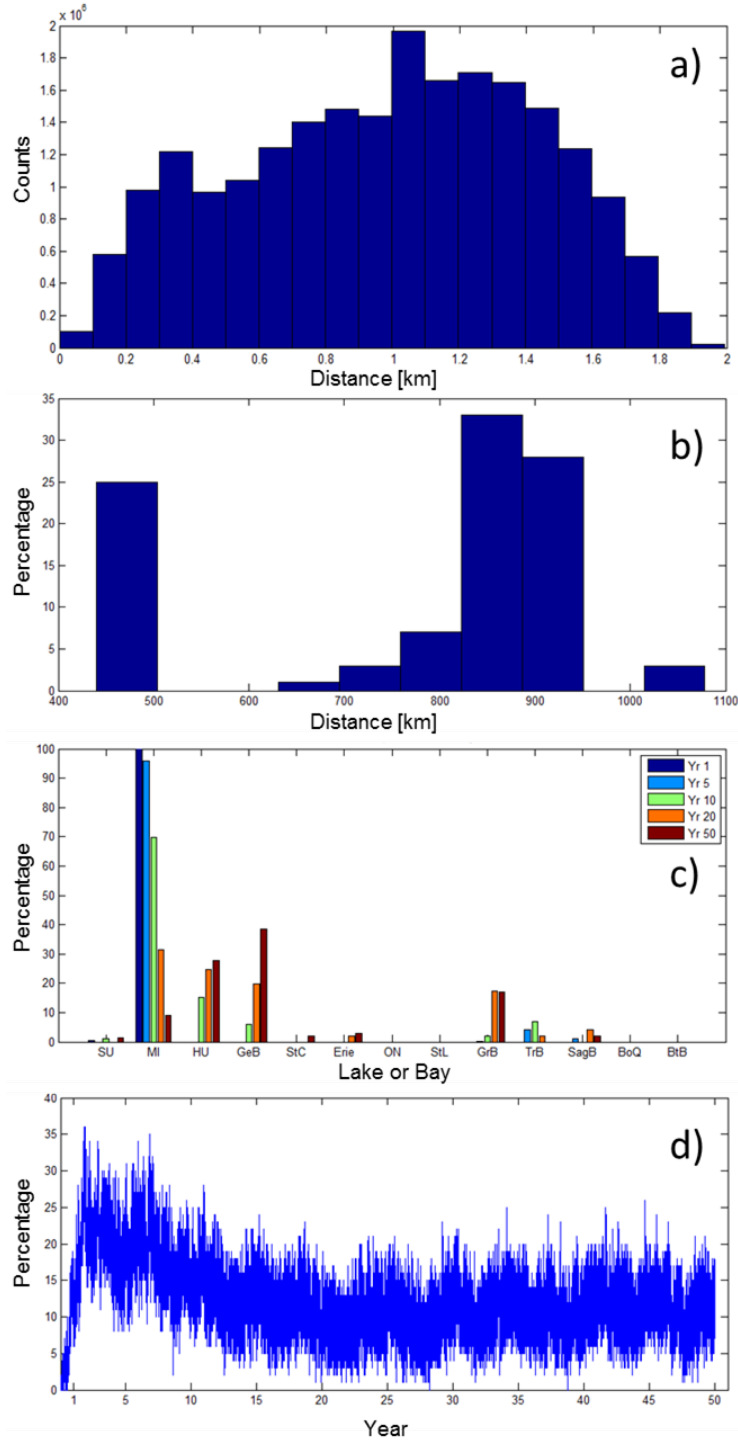 × 10⁶
2
1.8
1.6
1.4
1.2
1
0.8
0.6
0.4
0.2
0
Counts
a)
0 0.2 0.4 0.6 0.8 1 1.2 1.4 1.6 1.8 2
Distance [km]
35
30
25
20
15
10
5
0
Percentage
b)
400 500 600 700 800 900 1000 1100
Distance [km]
100
90
80
70
60
50
40
30
20
10
0
Percentage
Yr 1
Yr 5
Yr 10
Yr 20
Yr 50
c)
SU MI HU GeB StC Erie ON StL GrB TrB SagB BoQ BtB
Lake or Bay
40
35
30
25
20
15
10
5
0
Percentage
d)
1 5 10 15 20 25 30 35 40 45 50
Year